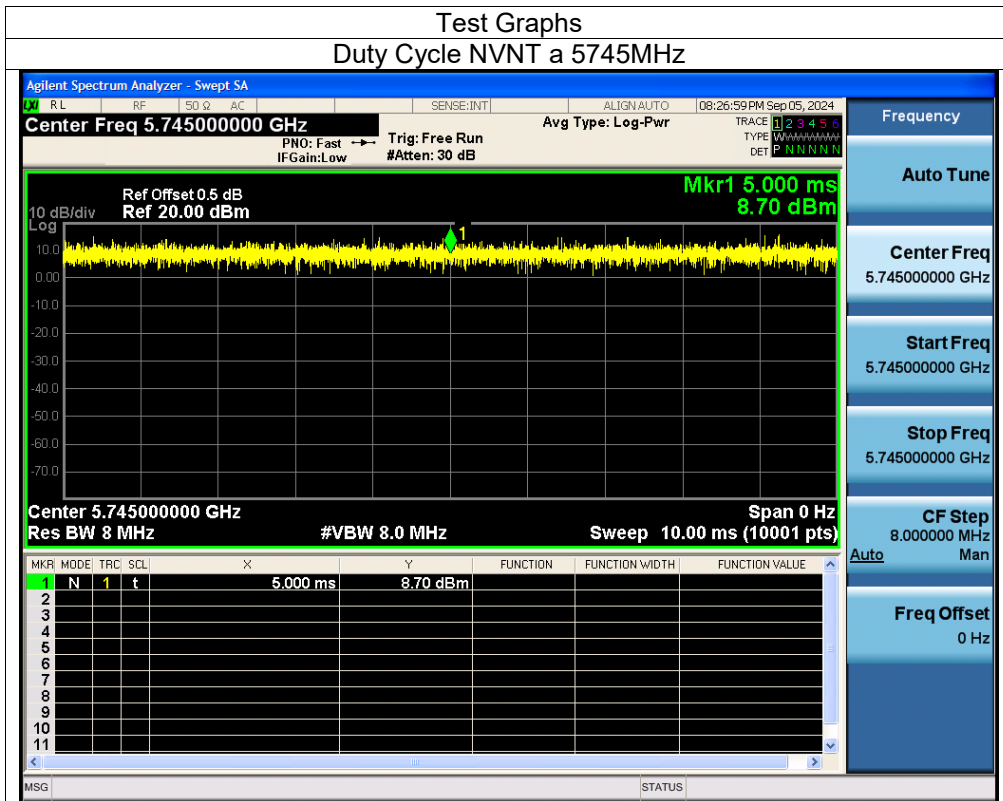 Test Graphs
Duty Cycle NVNT a 5745MHz
Agilent Spectrum Analyzer - Swept SA
LXI RL RF 50 Ω AC SENSE:INT ALIGN AUTO 08:26:59 PM Sep 05, 2024
Center Freq 5.745000000 GHz
PNO: Fast
IFGain:Low
Trig: Free Run
#Atten: 30 dB
Avg Type: Log-Pwr
TRACE 1 2 3 4 5 6
TYPE WWWWWW
DET P N N N N N
Ref Offset 0.5 dB
10 dB/div Ref 20.00 dBm
Log
Mkr1 5.000 ms
8.70 dBm
1
10.0
0.00
-10.0
-20.0
-30.0
-40.0
-50.0
-60.0
-70.0
Center 5.745000000 GHz Span 0 Hz
Res BW 8 MHz #VBW 8.0 MHz Sweep 10.00 ms (10001 pts)
MKR MODE TRC SCL X Y FUNCTION FUNCTION WIDTH FUNCTION VALUE
1 N 1 t 5.000 ms 8.70 dBm
2
3
4
5
6
7
8
9
10
11
MSG STATUS
Frequency
Auto Tune
Center Freq
5.745000000 GHz
Start Freq
5.745000000 GHz
Stop Freq
5.745000000 GHz
CF Step
8.000000 MHz
Auto Man
Freq Offset
0 Hz